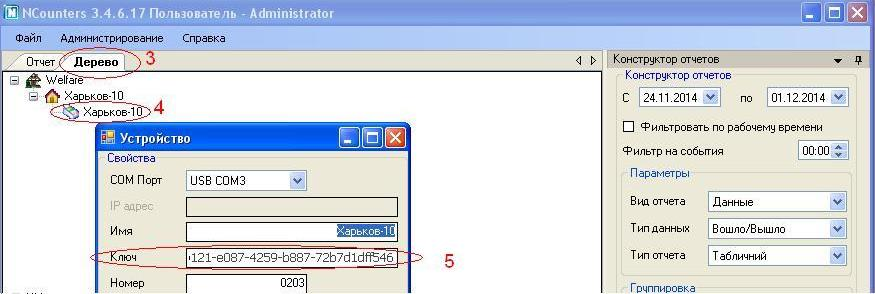 NCounters 3.4.6.17 Пользователь - Administrator
Файл Администрирование Справка
Отчет Дерево 3
Welfare
Харьков-10
Харьков-10 4
Устройство
Свойства
COM Порт USB COM3
IP адрес
Имя Харьков-10
Ключ 121-e087-4259-b887-72b7d1dff546 5
Номер 0203
Конструктор отчетов
Конструктор отчетов
С 24.11.2014 по 01.12.2014
Фильтровать по рабочему времени
Фильтр на события 00:00
Параметры
Вид отчета Данные
Тип данных Вошло/Вышло
Тип отчета Табличний
Группировка